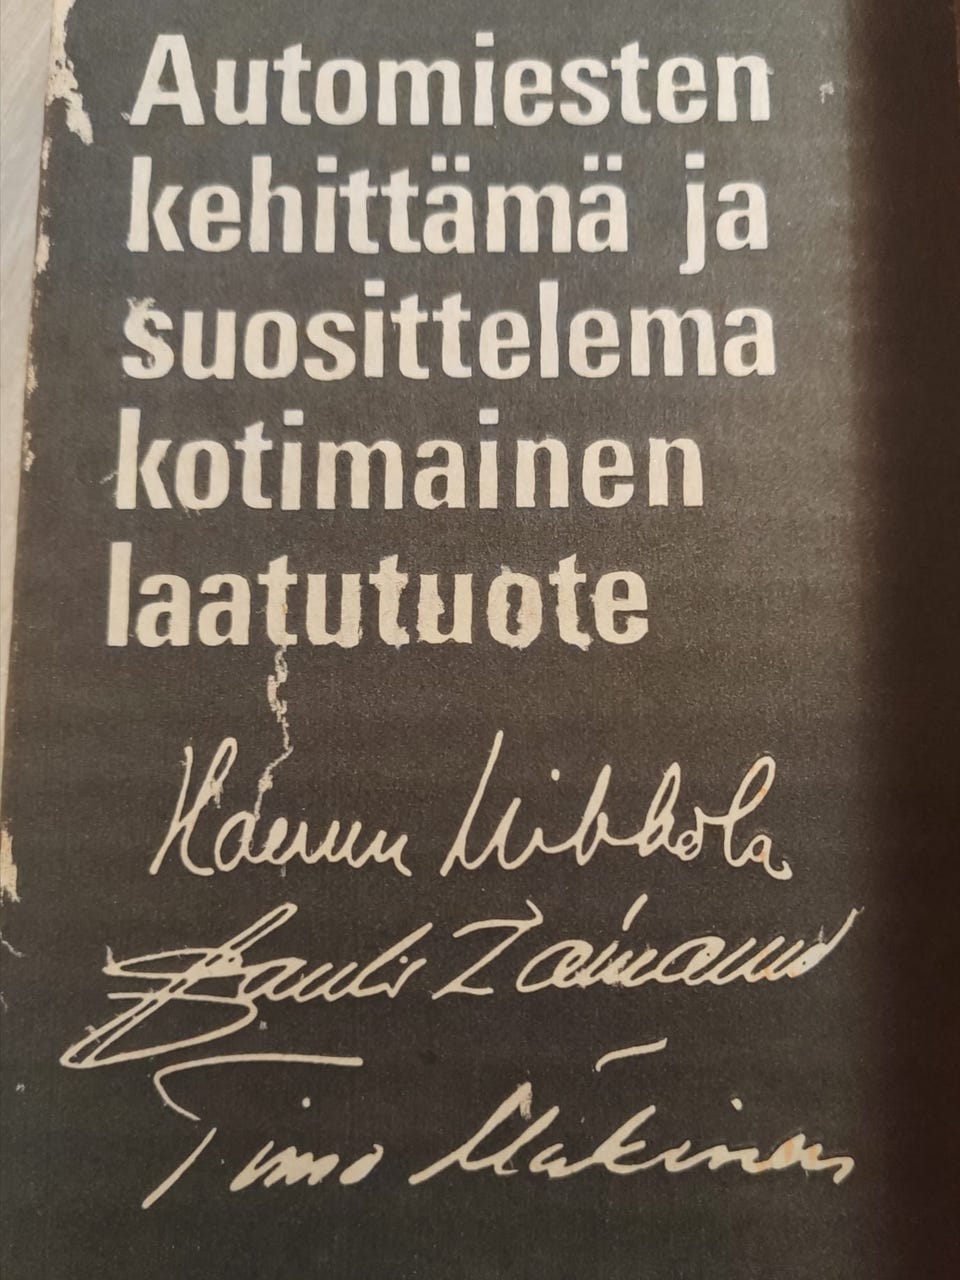 Automiesten
kehittämä ja
suosittelema
kotimainen
laatutuote
Hannu Mikkola
Timo Mäkinen